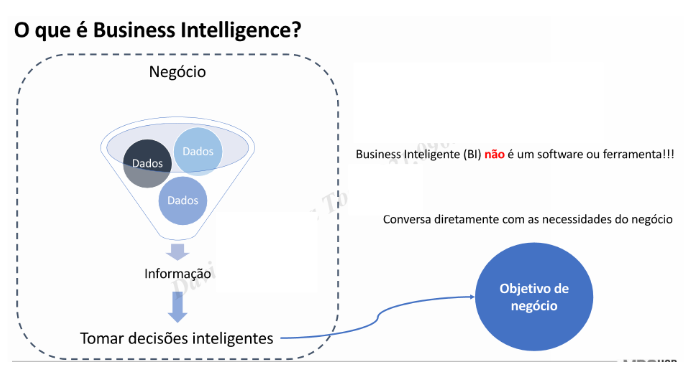 O que é Business Intelligence?
Negócio
Dados
Dados
Dados
Informação
Tomar decisões inteligentes
Business Inteligente (BI) não é um software ou ferramenta!!!
Conversa diretamente com as necessidades do negócio
Objetivo de
negócio